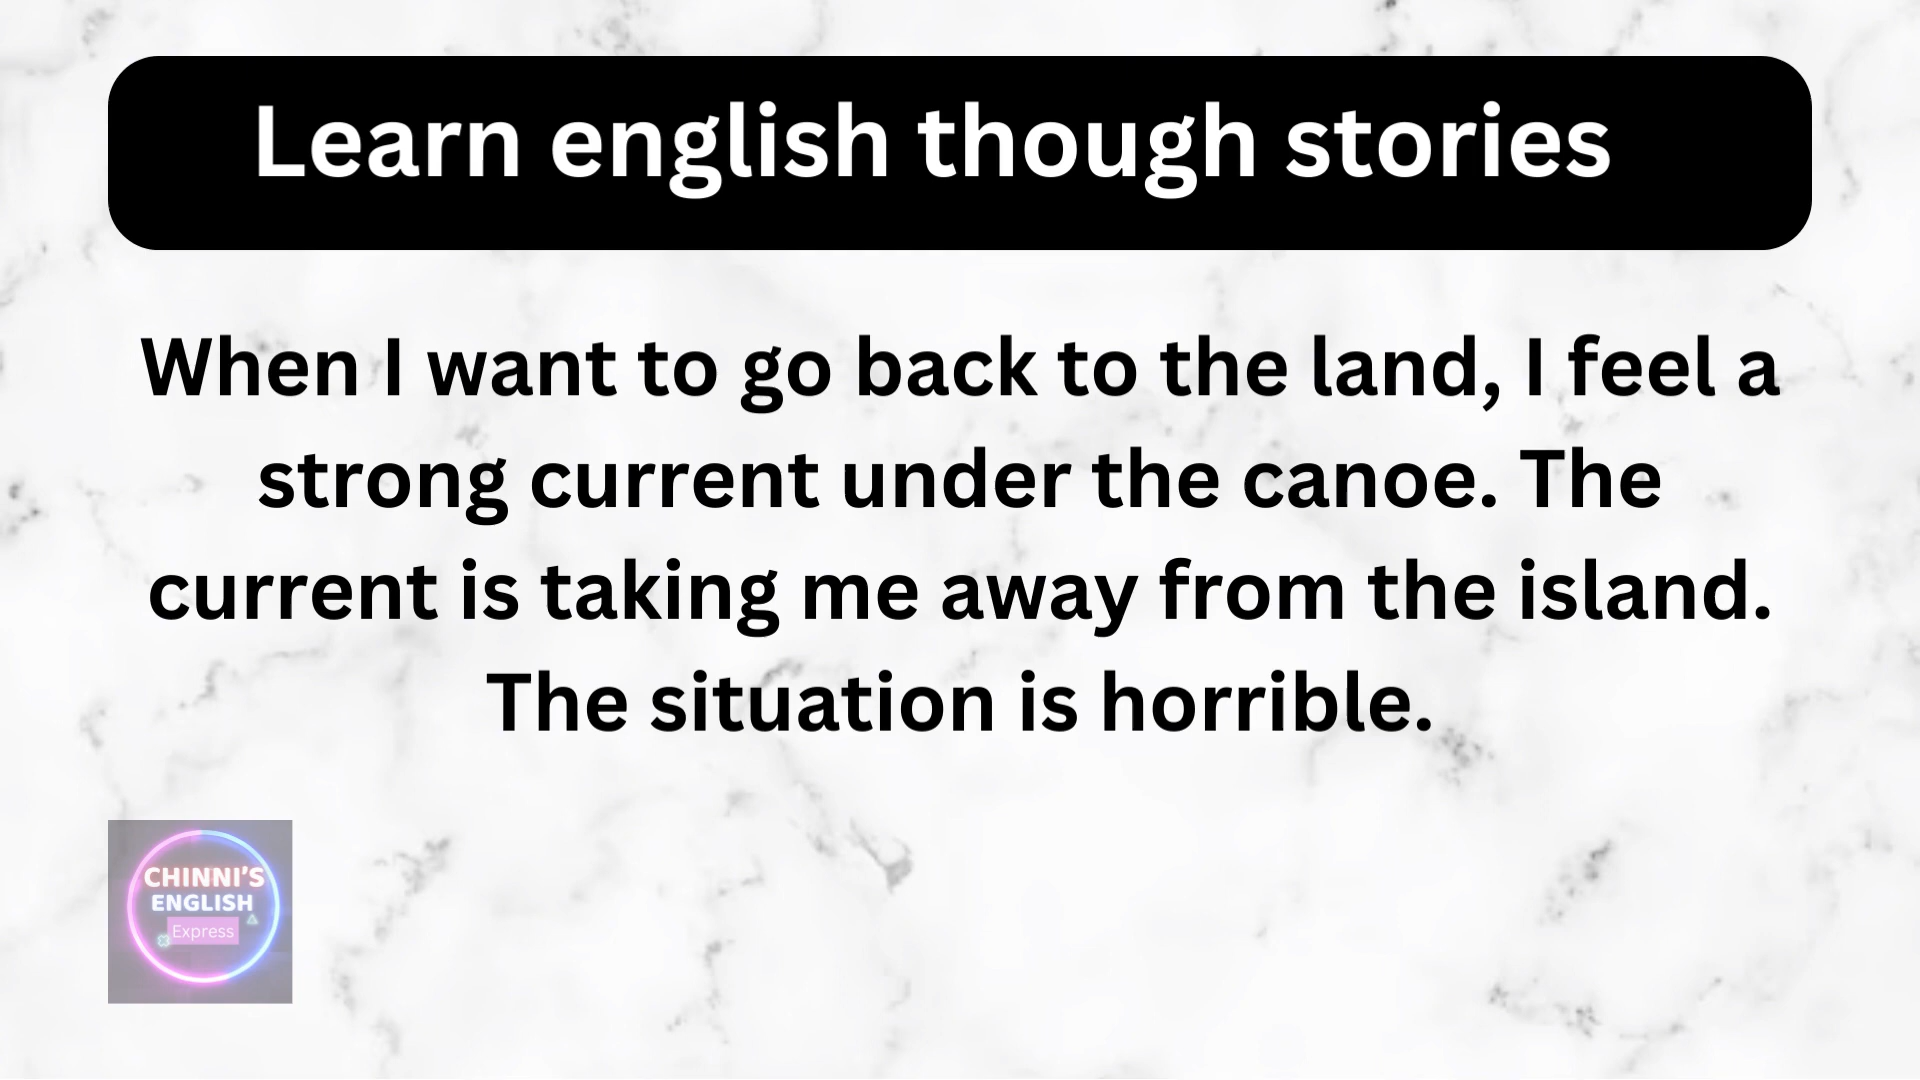 Learn english though stories
When I want to go back to the land, I feel a
strong current under the canoe. The
current is taking me away from the island.
The situation is horrible.
CHINNI'S
ENGLISH
Express